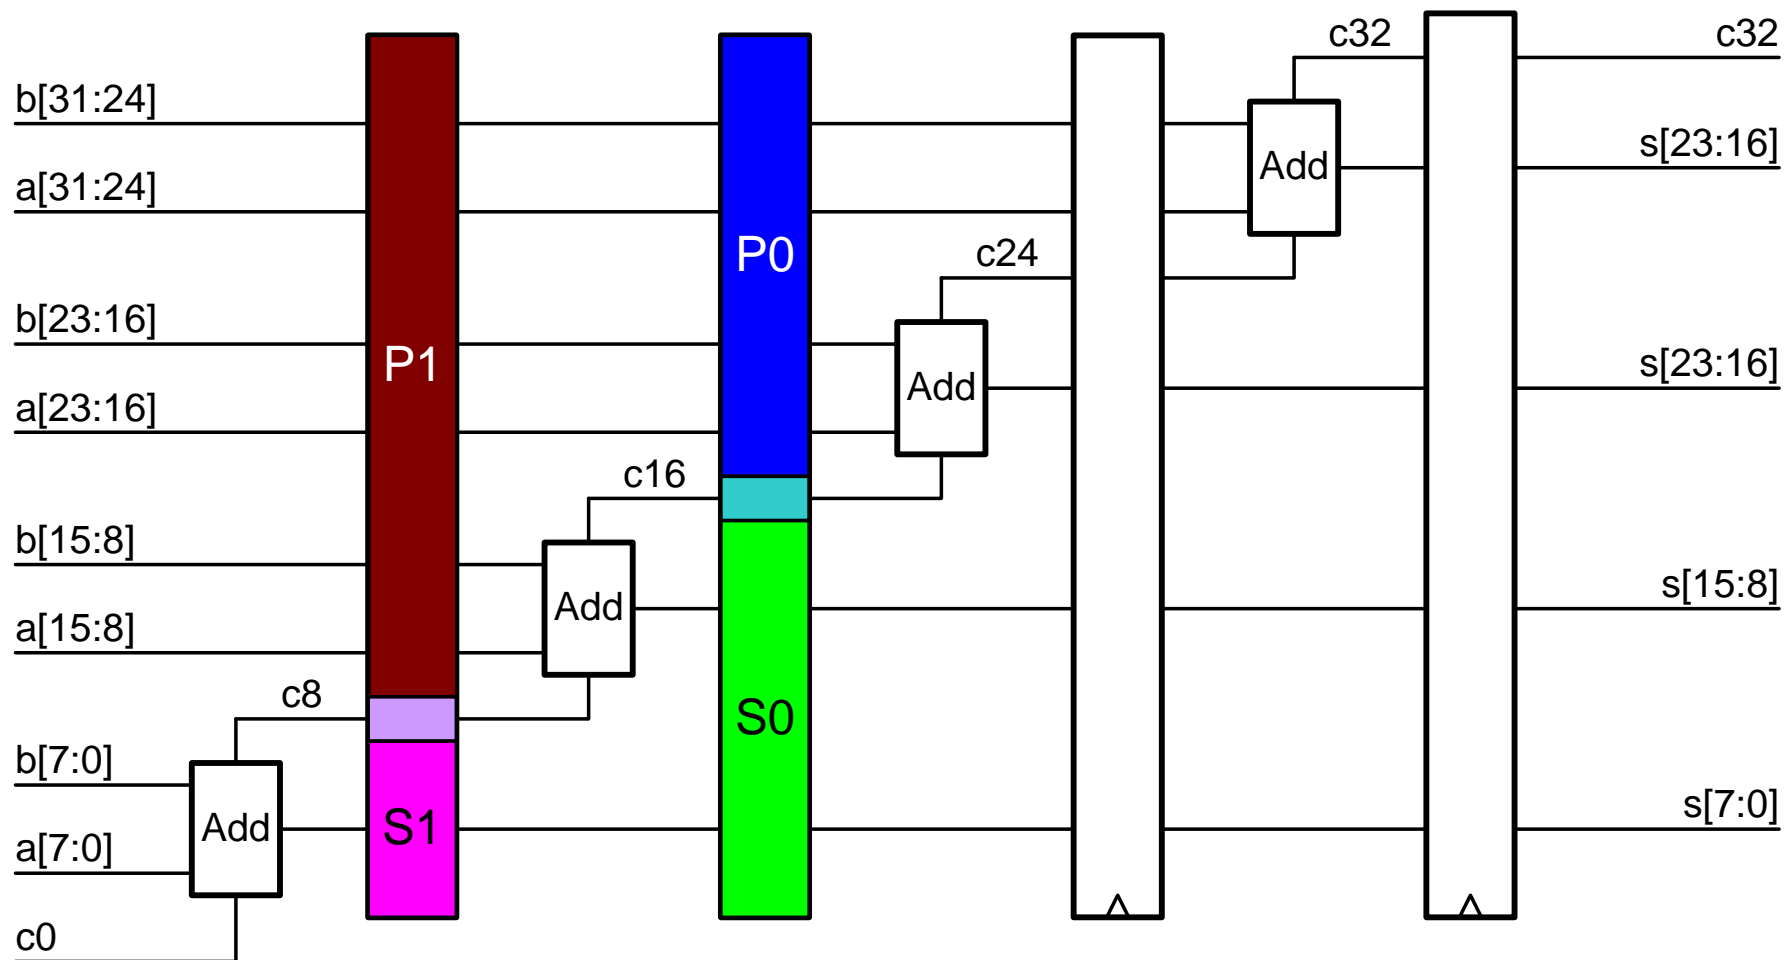 c32
c32
b[31:24]
s[23:16]
Add
a[31:24]
P0
c24
b[23:16]
P1
s[23:16]
Add
a[23:16]
c16
b[15:8]
s[15:8]
Add
a[15:8]
c8
S0
b[7:0]
s[7:0]
Add
S1
a[7:0]
c0